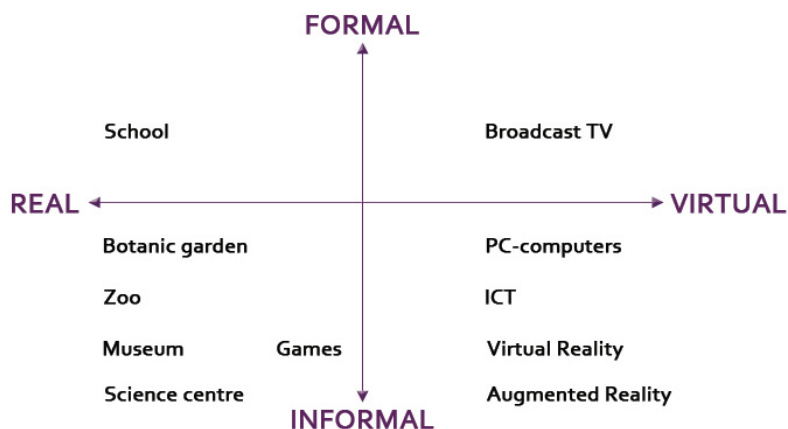 FORMAL
School Broadcast TV
REAL VIRTUAL
Botanic garden PC-computers
Zoo ICT
Museum Games Virtual Reality
Science centre Augmented Reality
INFORMAL